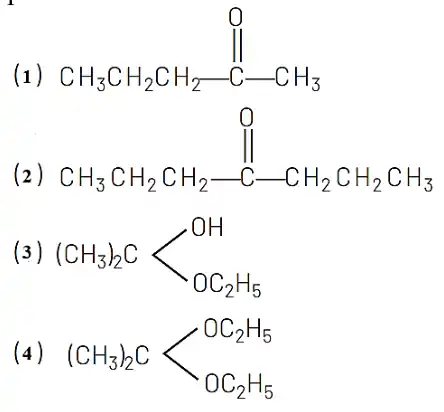 O
(1) CH3CH2CH2—C—CH3
O
(2) CH3CH2CH2—C—CH2CH2CH3
OH
(3) (CH3)2C
OC2H5
OC2H5
(4) (CH3)2C
OC2H5